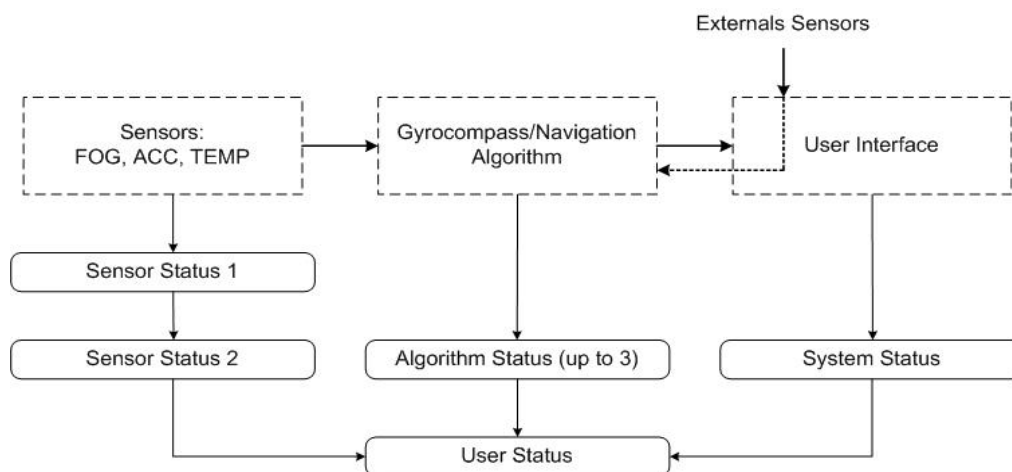 Externals Sensors
Sensors:
FOG, ACC, TEMP
Gyrocompass/Navigation
Algorithm
User Interface
Sensor Status 1
Sensor Status 2
Algorithm Status (up to 3)
System Status
User Status